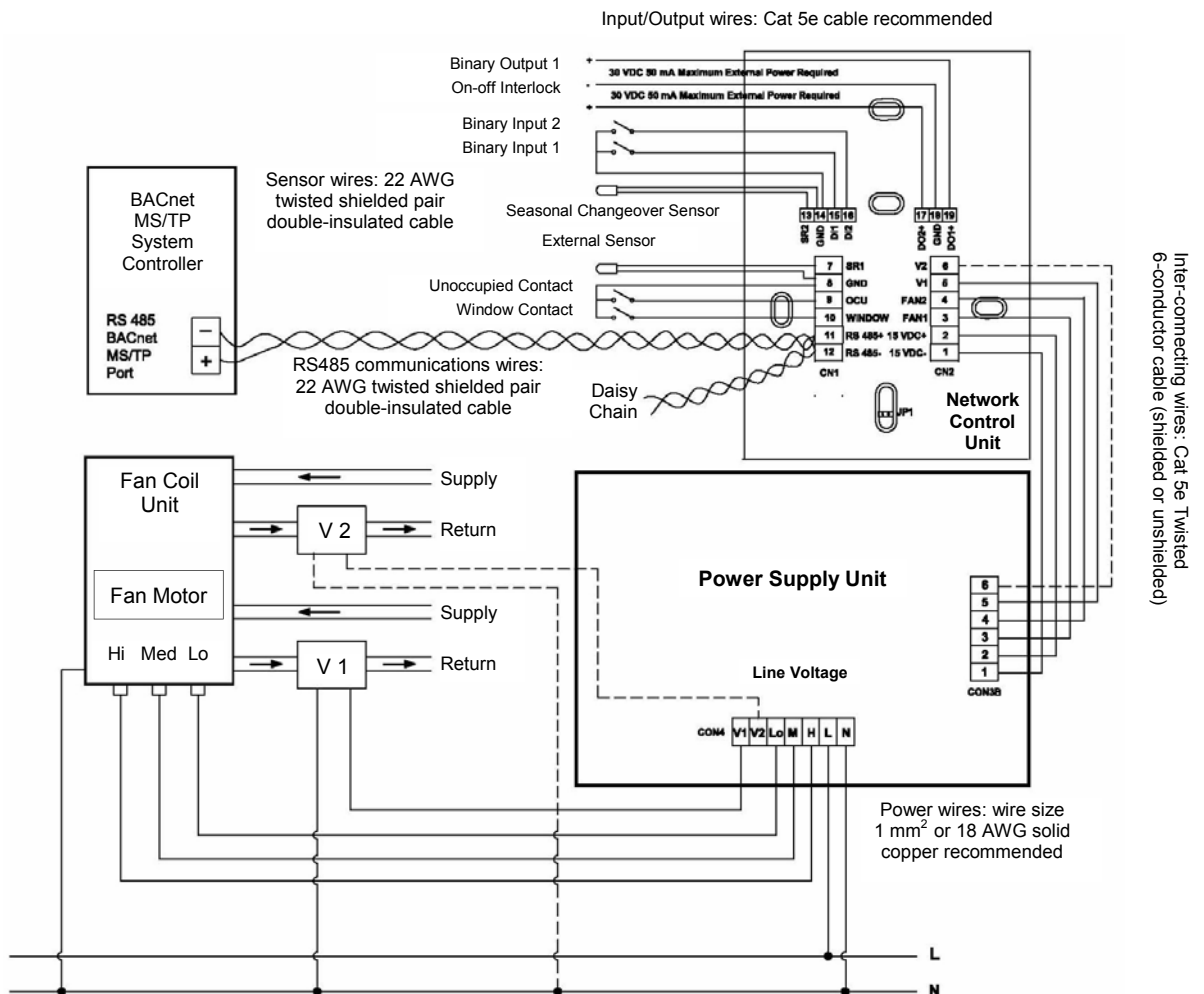 Input/Output wires: Cat 5e cable recommended
Binary Output 1
+
30 VDC 50 mA Maximum External Power Required
On-off Interlock
-
30 VDC 50 mA Maximum External Power Required
+
Binary Input 2
Binary Input 1
Sensor wires: 22 AWG
twisted shielded pair
double-insulated cable
Seasonal Changeover Sensor
External Sensor
Unoccupied Contact
Window Contact
BACnet
MS/TP
System
Controller
RS 485
BACnet
MS/TP
Port
−
+
RS485 communications wires:
22 AWG twisted shielded pair
double-insulated cable
Daisy
Chain
13 14 15 16
SR2 GND DI1 DI2
17 18 19
DO2+ GND DO1+
7 SR1
8 GND
9 OCU
10 WINDOW
11 RS 485+
12 RS 485-
CN1
V2 6
V1 5
FAN2 4
FAN1 3
15 VDC+ 2
15 VDC- 1
CN2
JP1
Network
Control
Unit
Inter-connecting wires: Cat 5e Twisted
6-conductor cable (shielded or unshielded)
Fan Coil
Unit
Fan Motor
Hi Med Lo
Supply
V 2
Return
Supply
V 1
Return
Power Supply Unit
6
5
4
3
2
1
CON3B
Line Voltage
CON4 V1 V2 Lo M H L N
Power wires: wire size
1 mm² or 18 AWG solid
copper recommended
L
N